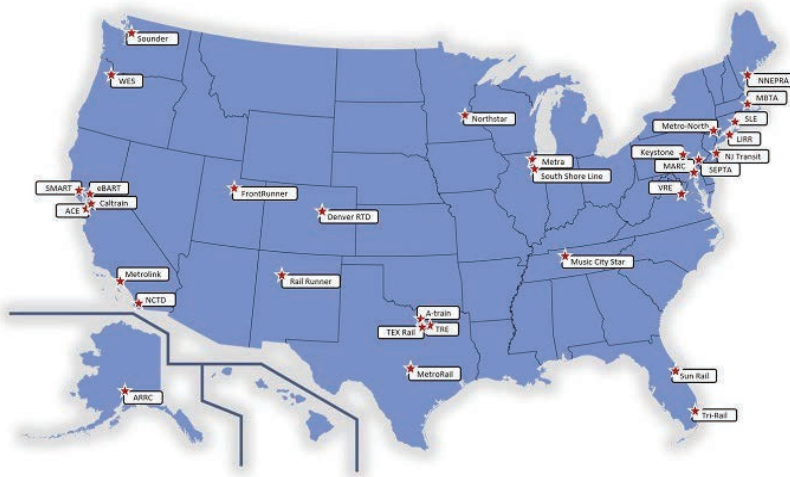 Sounder
WES
NNEPRA
MBTA
Northstar
SLE
Metro-North
LIRR
Keystone
NJ Transit
Metra
MARC
SEPTA
South Shore Line
SMART
eBART
FrontRunner
VRE
Caltrain
ACE
Denver RTD
Music City Star
Metrolink
Rail Runner
NCTD
A-train
TEX Rail
TRE
MetroRail
Sun Rail
ARRC
Tri-Rail